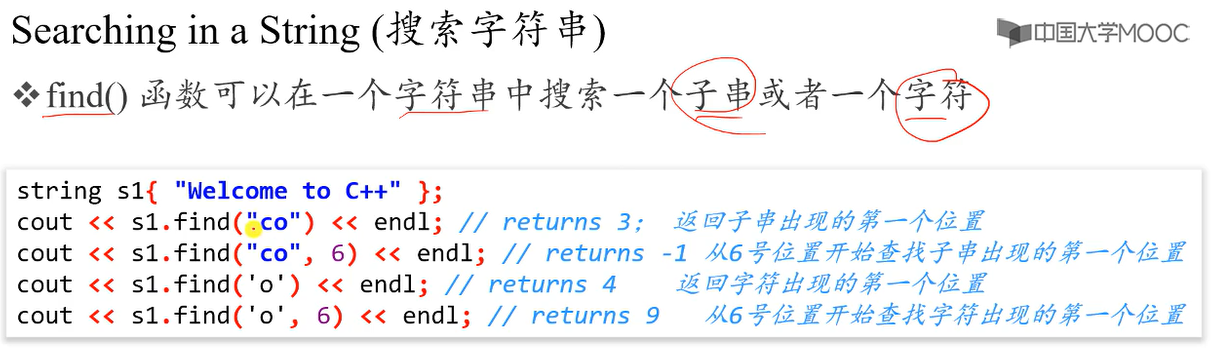 Searching in a String (搜索字符串)
中国大学MOOC
❖find() 函数可以在一个字符串中搜索一个子串或者一个字符
string s1{ "Welcome to C++" };
cout << s1.find("co") << endl; // returns 3; 返回子串出现的第一个位置
cout << s1.find("co", 6) << endl; // returns -1 从6号位置开始查找子串出现的第一个位置
cout << s1.find('o') << endl; // returns 4 返回字符出现的第一个位置
cout << s1.find('o', 6) << endl; // returns 9 从6号位置开始查找字符出现的第一个位置